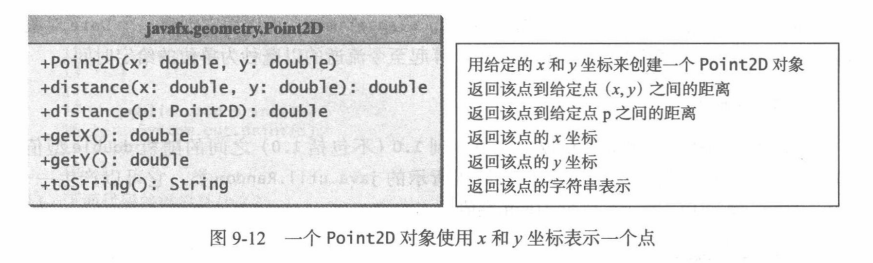 javafx.geometry.Point2D
+Point2D(x: double, y: double)
+distance(x: double, y: double): double
+distance(p: Point2D): double
+getX(): double
+getY(): double
+toString(): String
用给定的 x 和 y 坐标来创建一个 Point2D 对象
返回该点到给定点 (x, y) 之间的距离
返回该点到给定点 p 之间的距离
返回该点的 x 坐标
返回该点的 y 坐标
返回该点的字符串表示
图 9-12 一个 Point2D 对象使用 x 和 y 坐标表示一个点